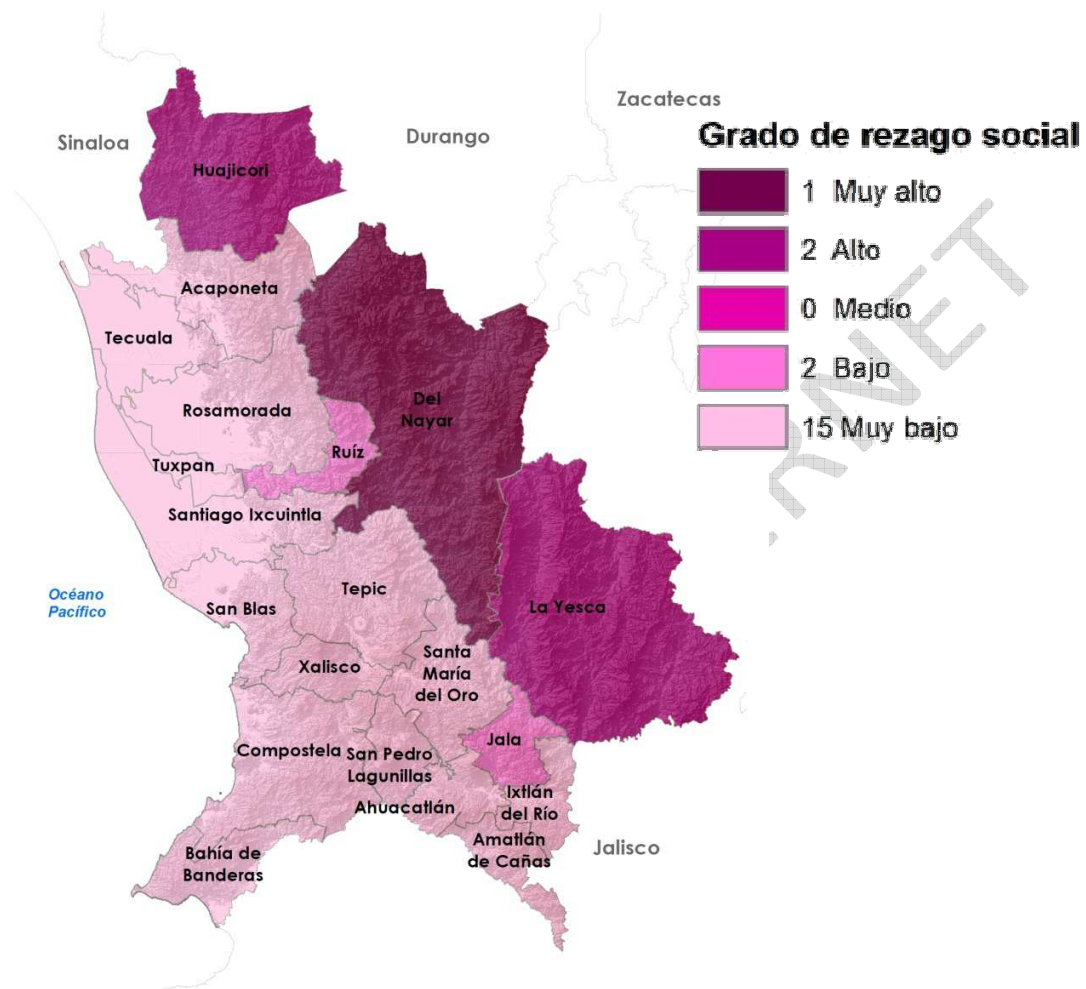 Zacatecas
Sinaloa
Durango
Grado de rezago social
1 Muy alto
2 Alto
0 Medio
2 Bajo
15 Muy bajo
Huajicori
Acaponeta
Tecuala
Rosamorada
Del
Nayar
Ruíz
Tuxpan
Santiago Ixcuintla
Océano
Pacífico
Tepic
San Blas
La Yesca
Xalisco
Santa
María
del Oro
Compostela
San Pedro
Lagunillas
Jala
Ahuacatlán
Ixtlán
del Río
Amatlán
de Cañas
Jalisco
Bahía de
Banderas
RNET